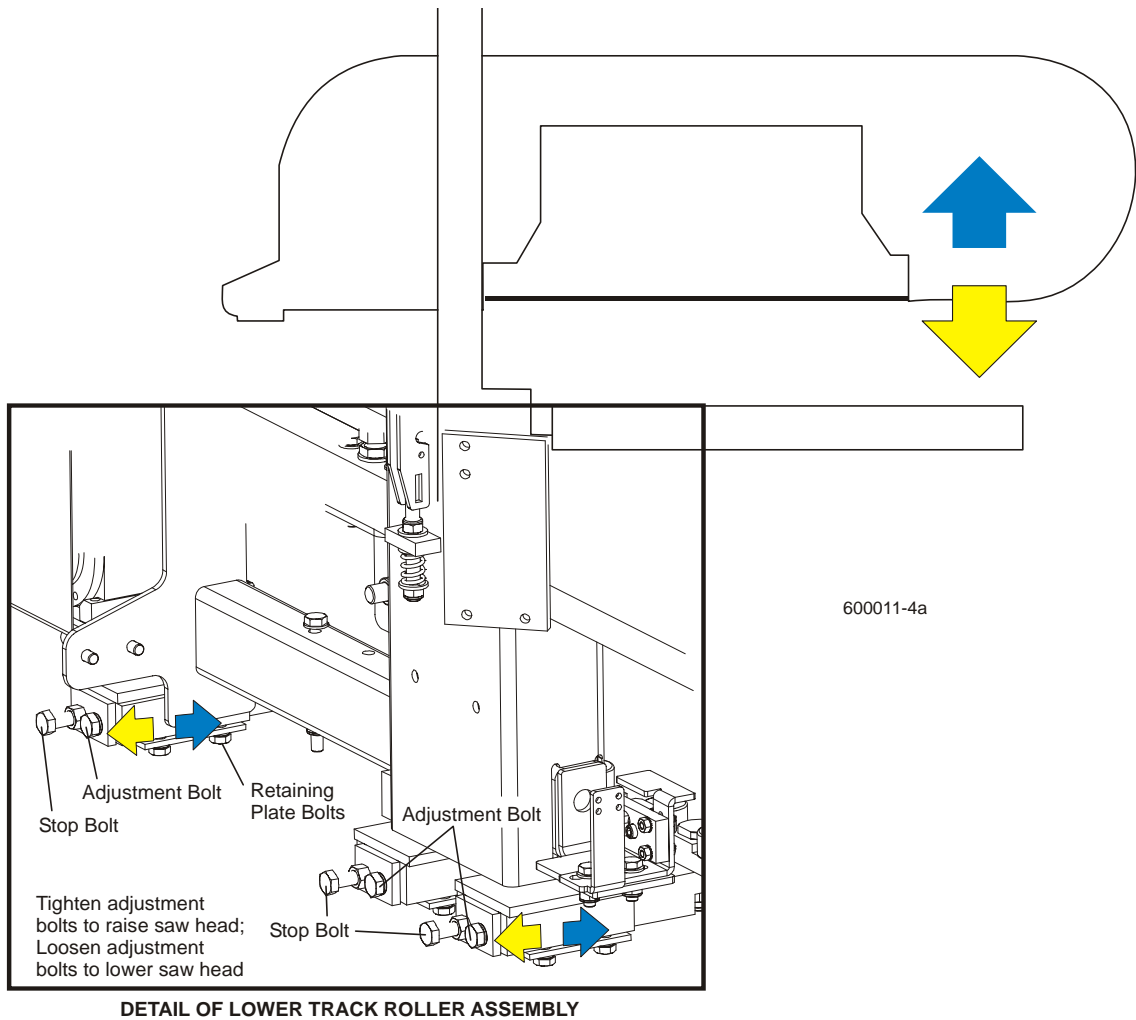 600011-4a
Adjustment Bolt
Stop Bolt
Retaining
Plate Bolts
Adjustment Bolt
Stop Bolt
Tighten adjustment
bolts to raise saw head;
Loosen adjustment
bolts to lower saw head
DETAIL OF LOWER TRACK ROLLER ASSEMBLY